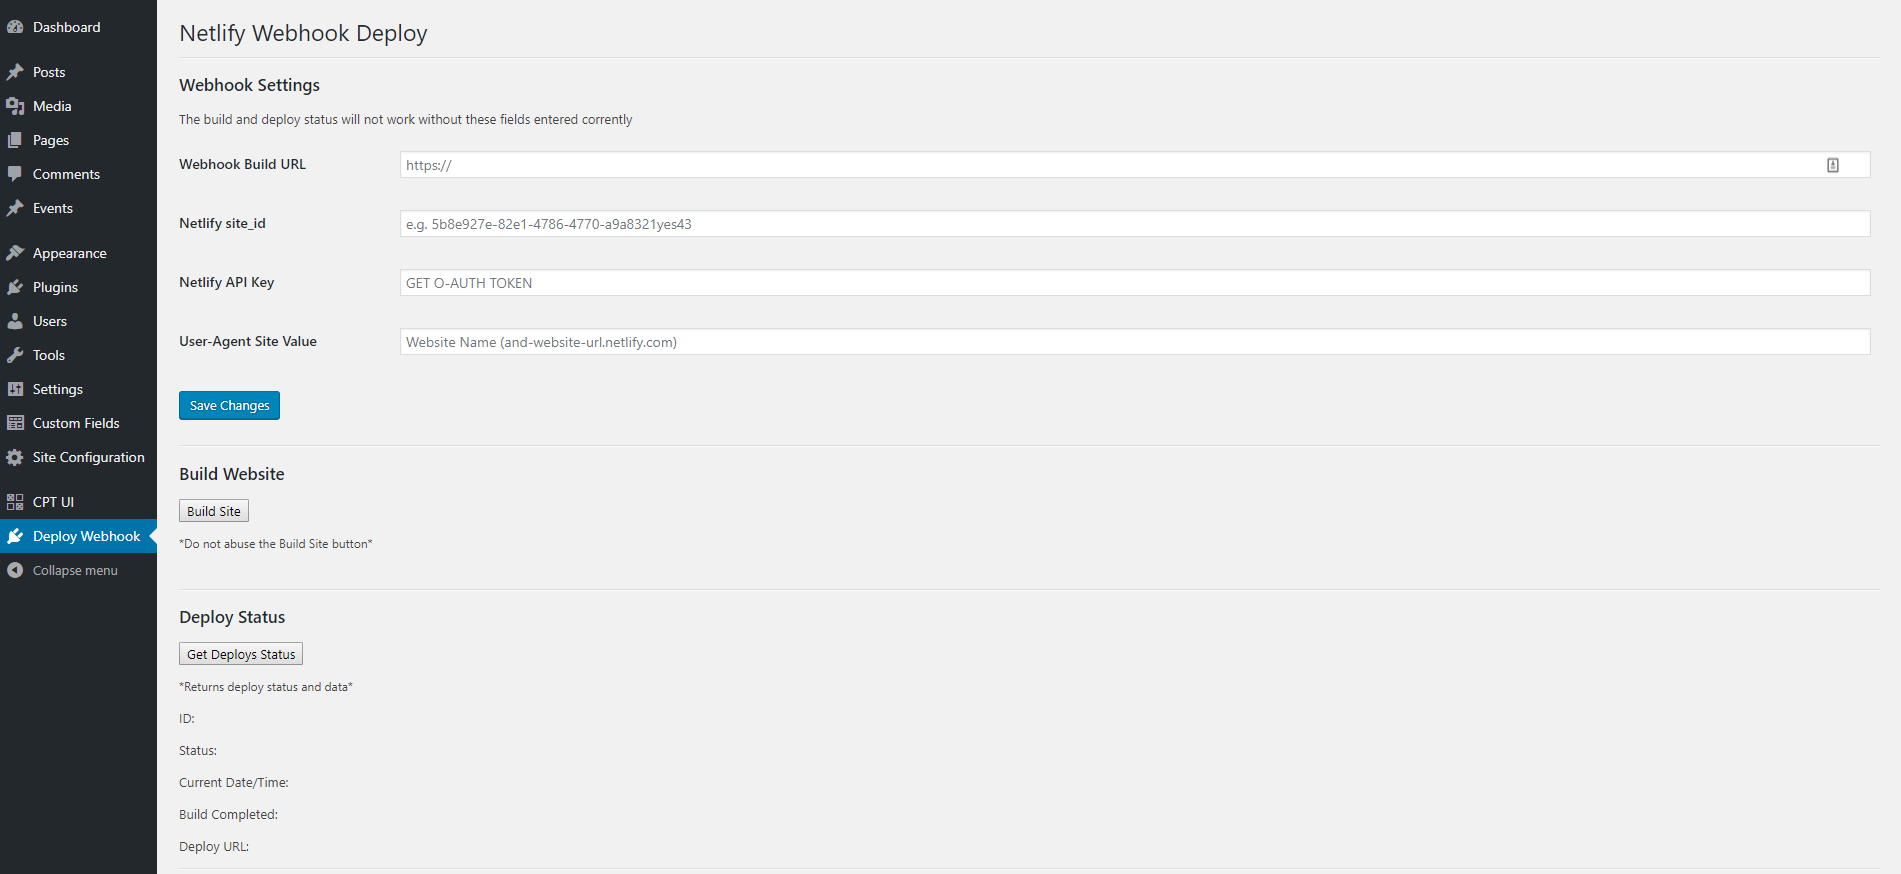 Dashboard
Posts
Media
Pages
Comments
Events
Appearance
Plugins
Users
Tools
Settings
Custom Fields
Site Configuration
CPT UI
Deploy Webhook
Collapse menu
Netlify Webhook Deploy
Webhook Settings
The build and deploy status will not work without these fields entered corrently
Webhook Build URL
https://
Netlify site_id
e.g. 5b8e927e-82e1-4786-4770-a9a8321yes43
Netlify API Key
GET O-AUTH TOKEN
User-Agent Site Value
Website Name (and-website-url.netlify.com)
Save Changes
Build Website
Build Site
*Do not abuse the Build Site button*
Deploy Status
Get Deploys Status
*Returns deploy status and data*
ID:
Status:
Current Date/Time:
Build Completed:
Deploy URL: